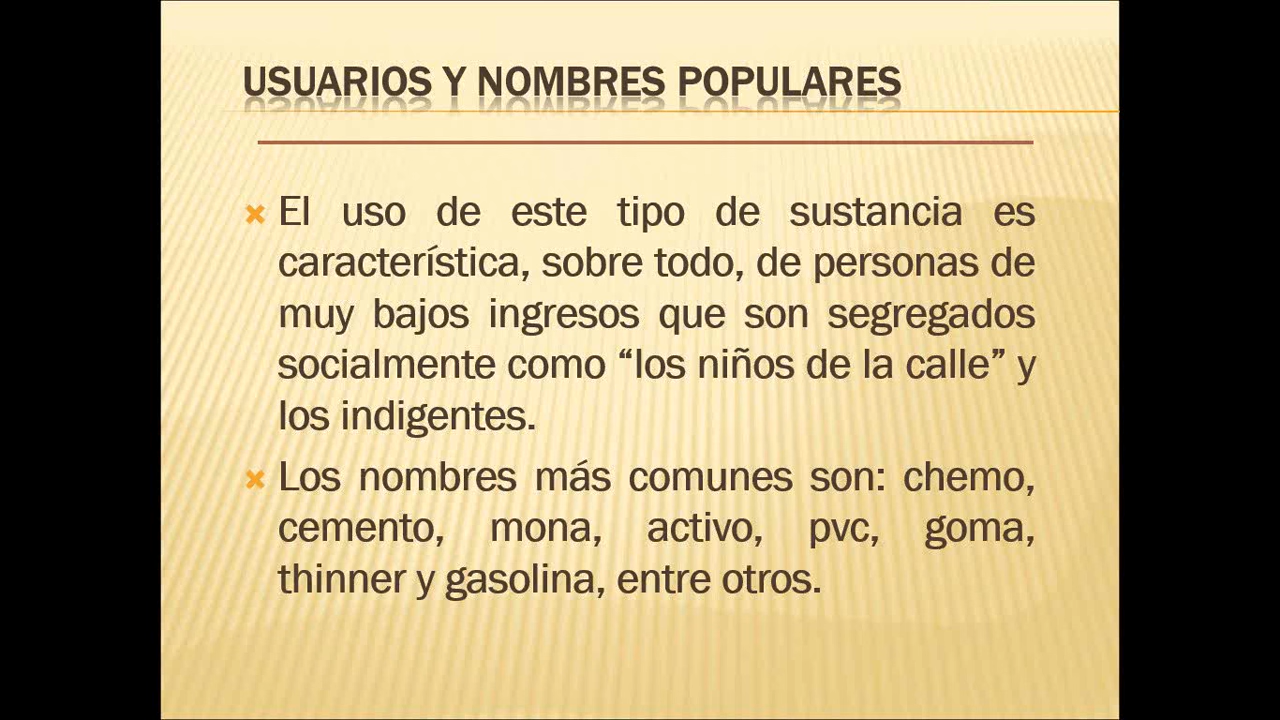 USUARIOS Y NOMBRES POPULARES
El uso de este tipo de sustancia es
característica, sobre todo, de personas de
muy bajos ingresos que son segregados
socialmente como “los niños de la calle” y
los indigentes.
Los nombres más comunes son: chemo,
cemento, mona, activo, pvc, goma,
thinner y gasolina, entre otros.